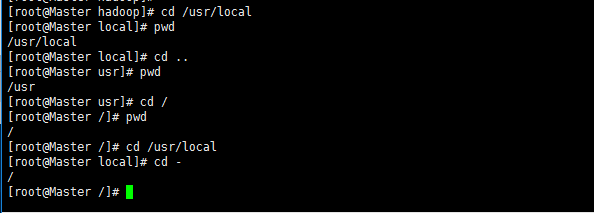 [root@Master hadoop]# cd /usr/local
[root@Master local]# pwd
/usr/local
[root@Master local]# cd ..
[root@Master usr]# pwd
/usr
[root@Master usr]# cd /
[root@Master /]# pwd
/
[root@Master /]# cd /usr/local
[root@Master local]# cd -
/
[root@Master /]#